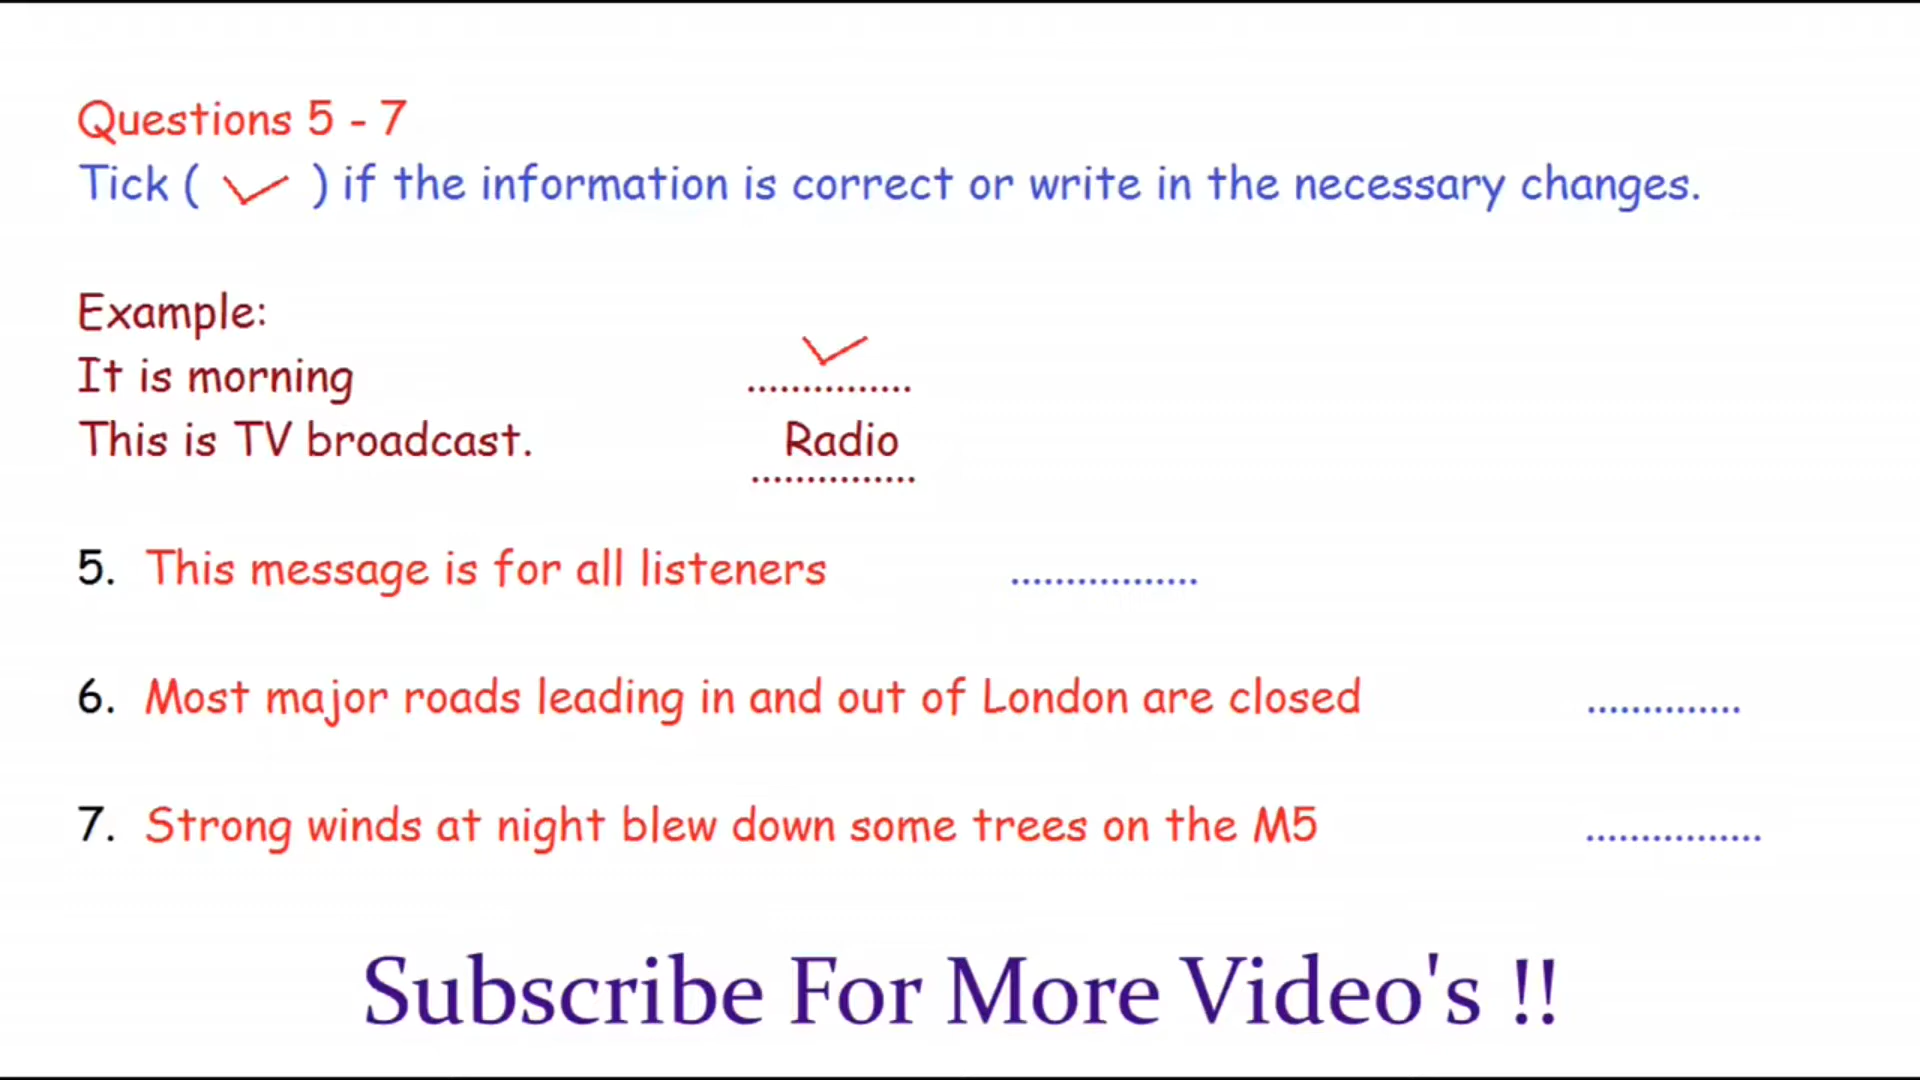 Questions 5 - 7
Tick ( ✓ ) if the information is correct or write in the necessary changes.
Example:
It is morning ✓ ...............
This is TV broadcast. Radio ...............
5. This message is for all listeners .................
6. Most major roads leading in and out of London are closed ..............
7. Strong winds at night blew down some trees on the M5 ................
Subscribe For More Video's !!